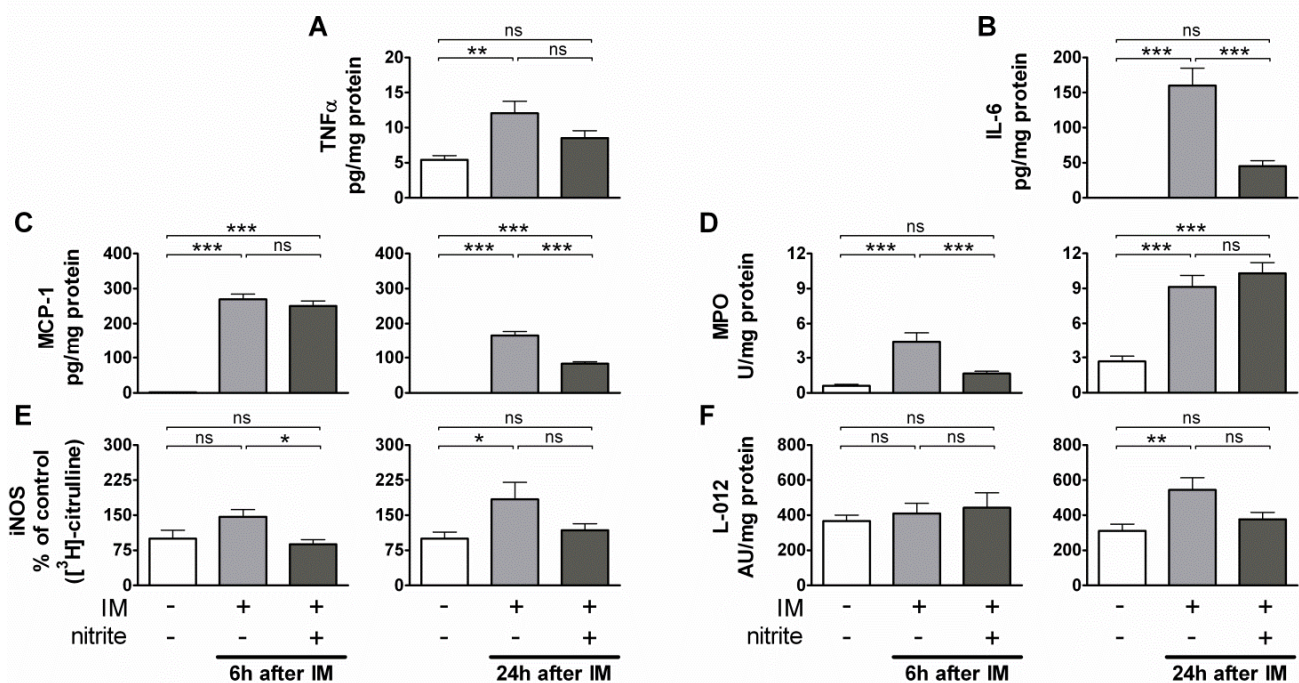 A
ns
** ns
TNFα
pg/mg protein
20
15
10
5
0
B
ns
*** ***
IL-6
pg/mg protein
200
150
100
50
0
C
***
*** ns
MCP-1
pg/mg protein
400
300
200
100
0
***
*** ***
400
300
200
100
0
D
ns
*** ***
MPO
U/mg protein
12
9
6
3
0
***
*** ns
12
9
6
3
0
E
ns
ns *
iNOS
% of control
([³H]-citrulline)
300
225
150
75
0
ns
* ns
300
225
150
75
0
F
ns
ns ns
L-012
AU/mg protein
800
600
400
200
0
ns
** ns
800
600
400
200
0
IM - + + - + + - + + - + +
nitrite - - + - - + - - + - - +
6h after IM 24h after IM 6h after IM 24h after IM